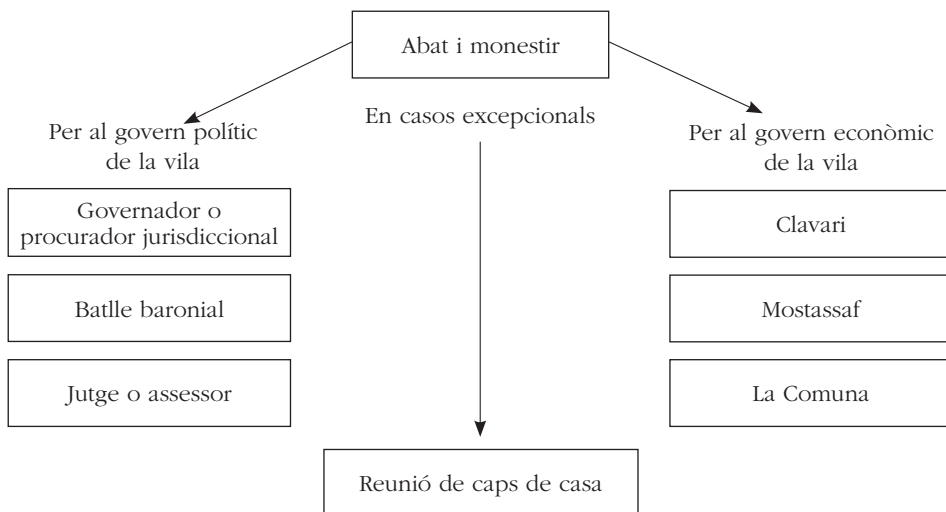 Abat i monestir
En casos excepcionals
Per al govern polític
de la vila
Governador o
procurador jurisdiccional
Batlle baronial
Jutge o assessor
Per al govern econòmic
de la vila
Clavari
Mostassaf
La Comuna
Reunió de caps de casa